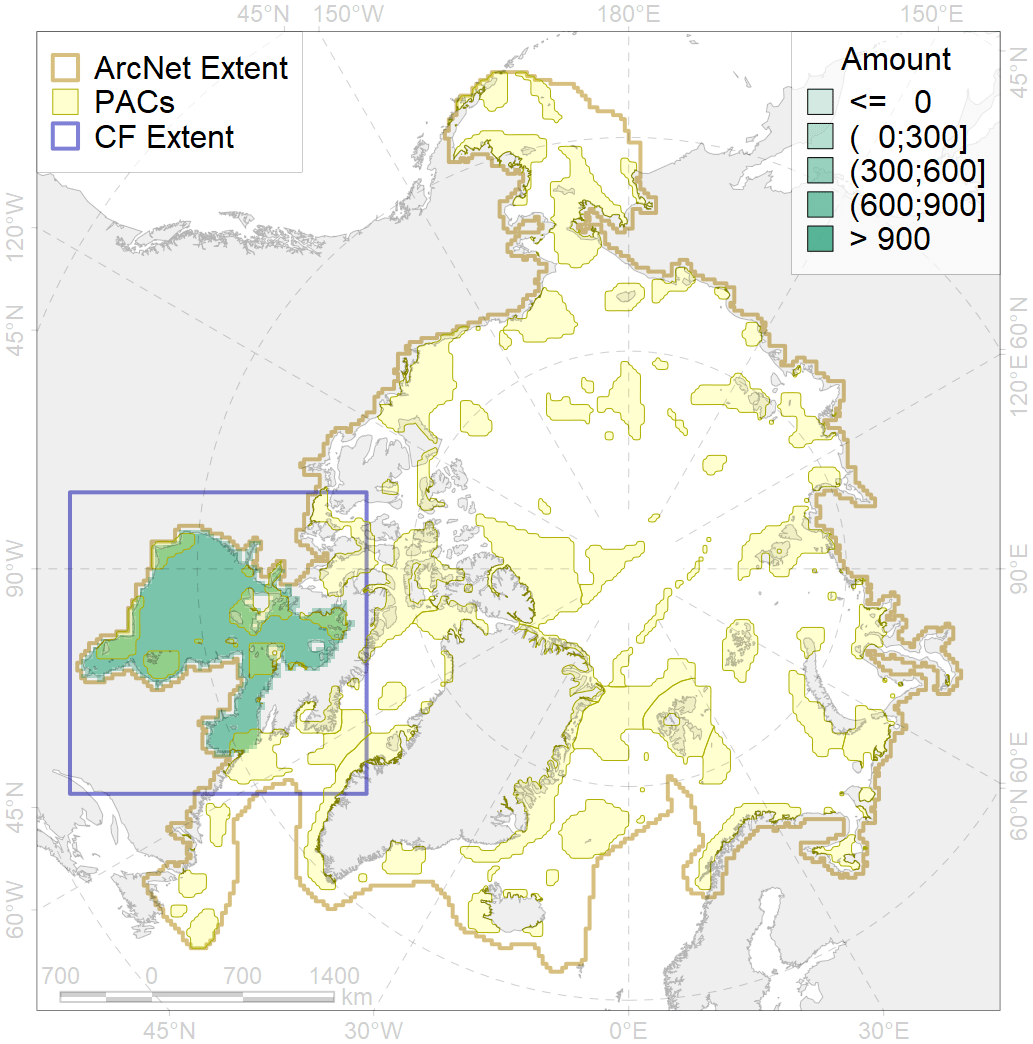 45°N 150°W 180°E 150°E
ArcNet Extent
PACs
CF Extent
Amount
<= 0
( 0;300]
(300;600]
(600;900]
> 900
45°N
120°W
45°N
60°N
120°E
90°W
90°E
60°E
45°N
60°N
60°W
700 0 700 1400
km
45°N 30°W 0°E 30°E